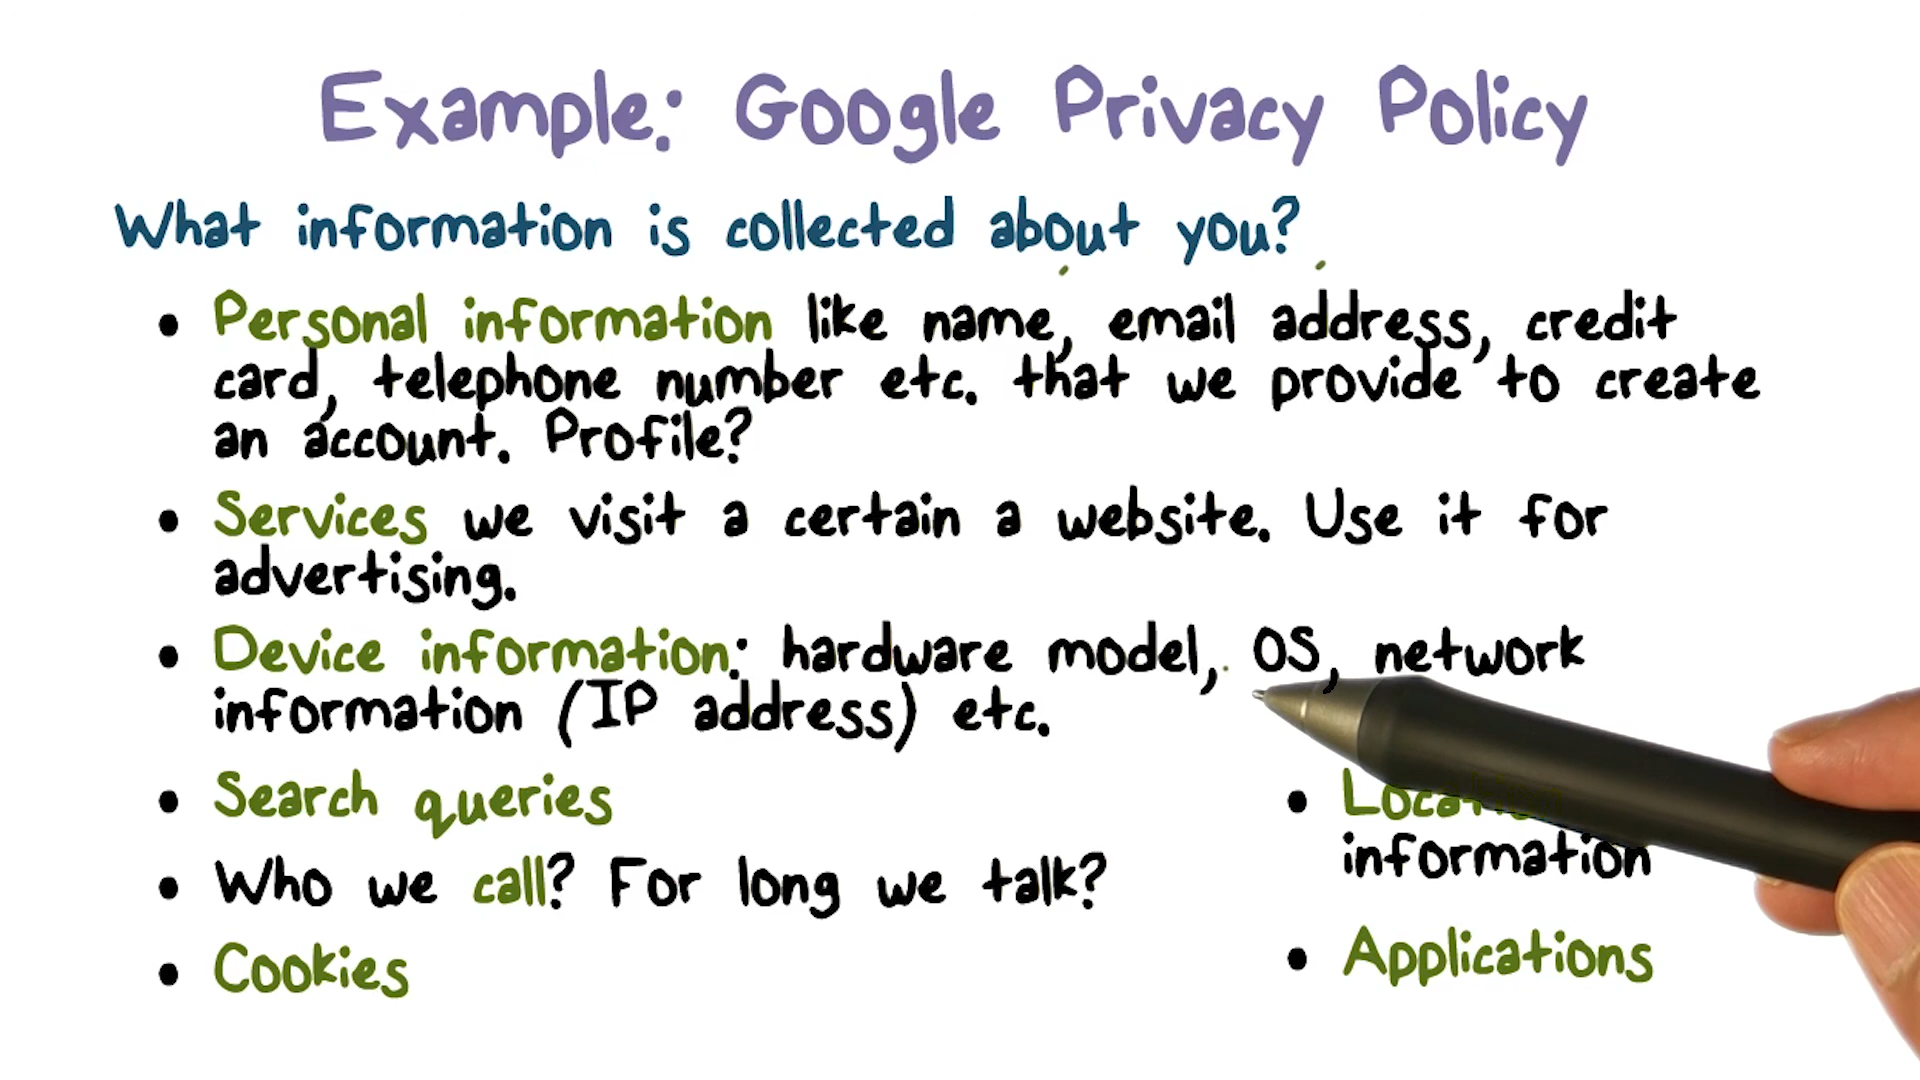 Example: Google Privacy Policy
What information is collected about you?
• Personal information like name, email address, credit
card, telephone number etc. that we provide to create
an account. Profile?
• Services we visit a certain a website. Use it for
advertising.
• Device information: hardware model, OS, network
information (IP address) etc.
• Search queries
• Who we call? For long we talk?
• Cookies
• Location
information
• Applications